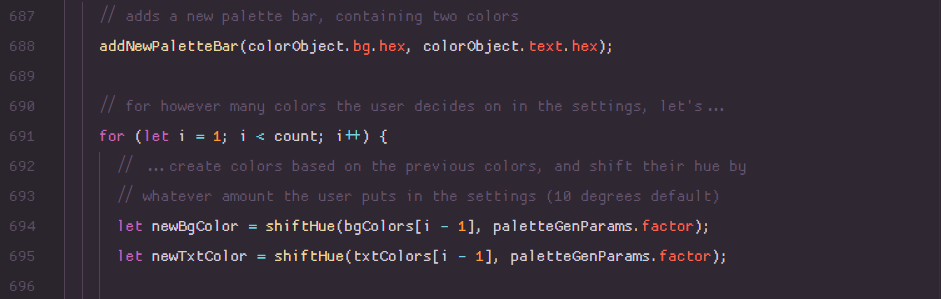 687 // adds a new palette bar, containing two colors
688 addNewPaletteBar(colorObject.bg.hex, colorObject.text.hex);
689
690 // for however many colors the user decides on in the settings, let's...
691 for (let i = 1; i < count; i++) {
692 // ...create colors based on the previous colors, and shift their hue by
693 // whatever amount the user puts in the settings (10 degrees default)
694 let newBgColor = shiftHue(bgColors[i - 1], paletteGenParams.factor);
695 let newTxtColor = shiftHue(txtColors[i - 1], paletteGenParams.factor);
696